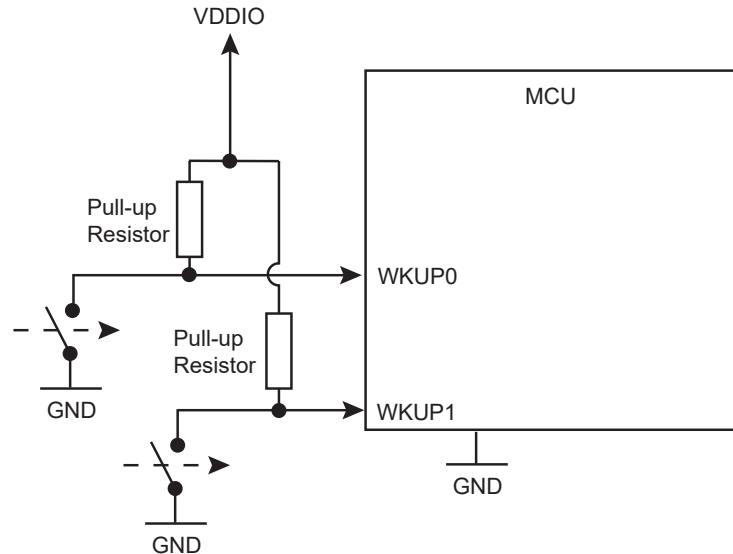 VDDIO
MCU
Pull-up
Resistor
WKUP0
Pull-up
Resistor
GND
WKUP1
GND
GND